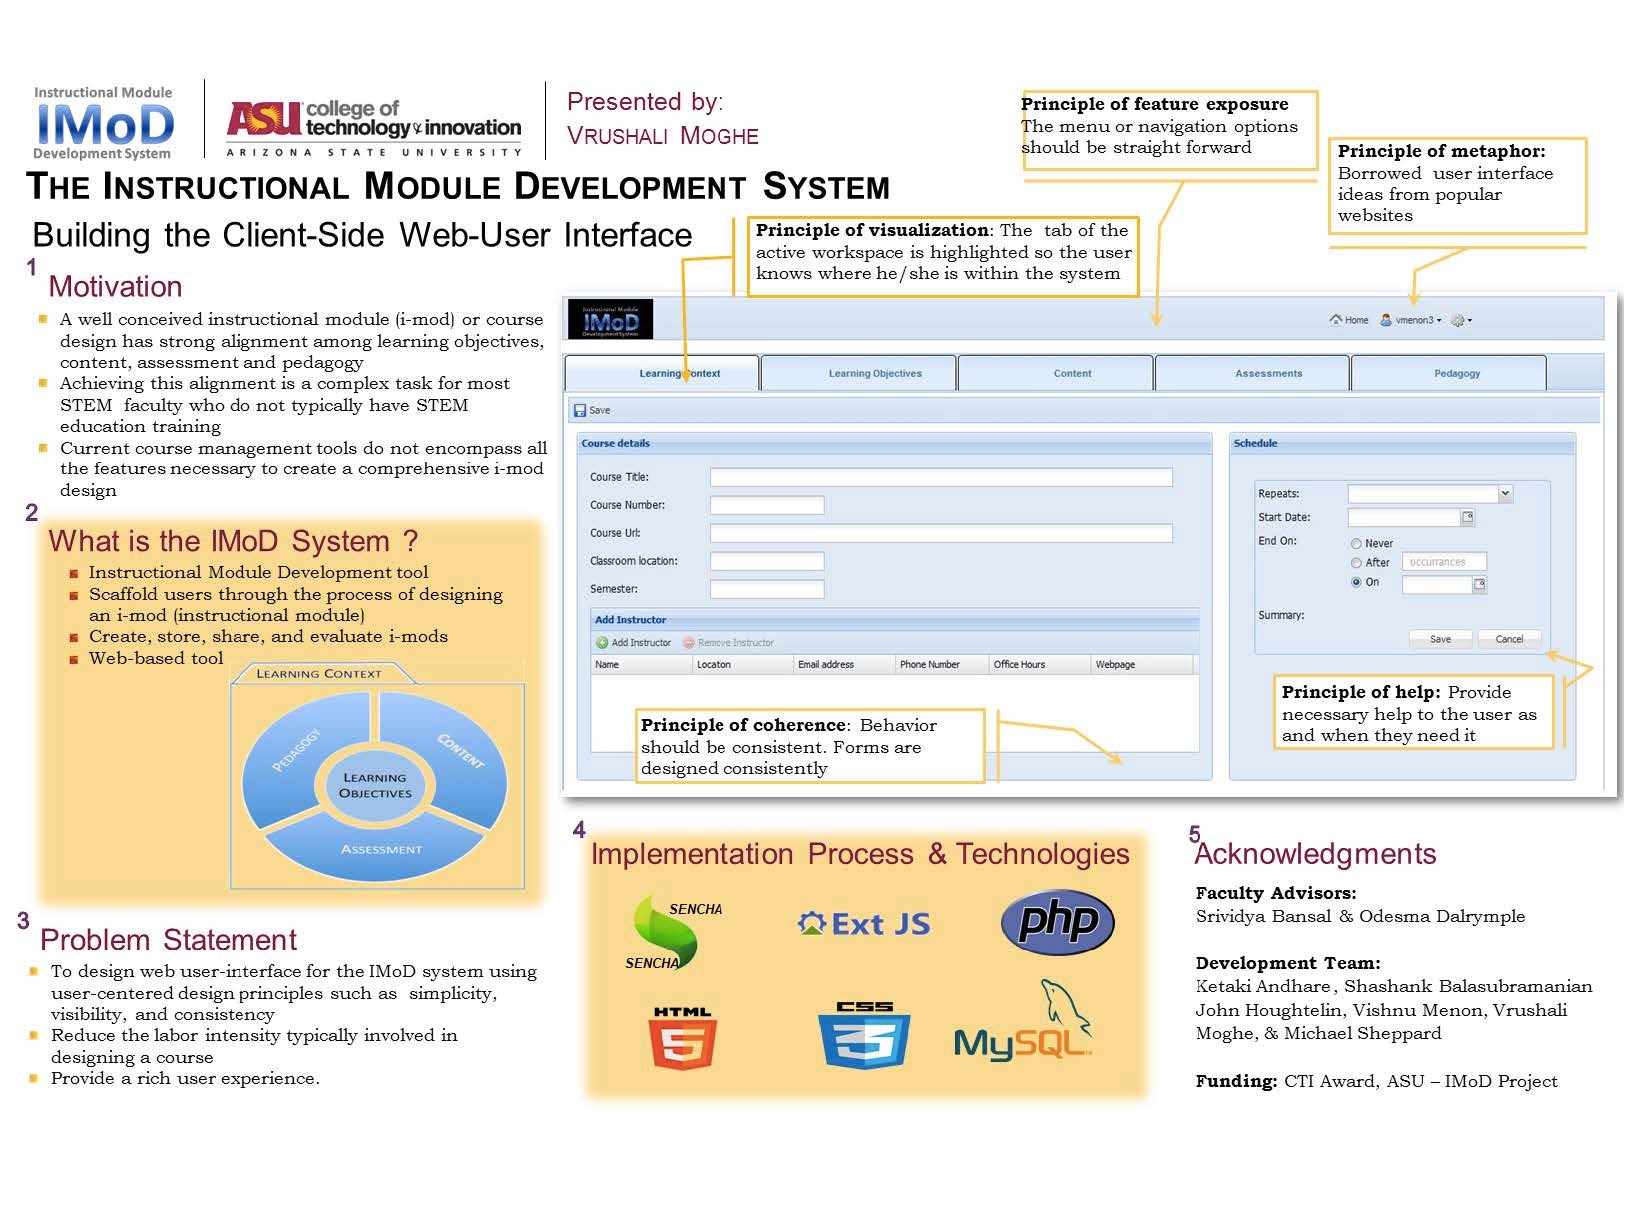 Instructional Module
IMoD
Development System
ASU college of
technology & innovation
ARIZONA STATE UNIVERSITY
Presented by:
VRUSHALI MOGHE
THE INSTRUCTIONAL MODULE DEVELOPMENT SYSTEM
Building the Client-Side Web-User Interface
1
Motivation
A well conceived instructional module (i-mod) or course
design has strong alignment among learning objectives,
content, assessment and pedagogy
Achieving this alignment is a complex task for most
STEM faculty who do not typically have STEM
education training
Current course management tools do not encompass all
the features necessary to create a comprehensive i-mod
design
2
What is the IMoD System ?
Instructional Module Development tool
Scaffold users through the process of designing
an i-mod (instructional module)
Create, store, share, and evaluate i-mods
Web-based tool
LEARNING CONTEXT
PEDAGOGY
CONTENT
LEARNING
OBJECTIVES
ASSESSMENT
3
Problem Statement
To design web user-interface for the IMoD system using
user-centered design principles such as simplicity,
visibility, and consistency
Reduce the labor intensity typically involved in
designing a course
Provide a rich user experience.
Principle of feature exposure
The menu or navigation options
should be straight forward
Principle of metaphor:
Borrowed user interface
ideas from popular
websites
Principle of visualization: The tab of the
active workspace is highlighted so the user
knows where he/she is within the system
Instructional Module
IMoD
Development System
Home vmenon3
Learning Context Learning Objectives Content Assessments Pedagogy
Save
Course details
Course Title:
Course Number:
Course Url:
Classroom location:
Semester:
Add Instructor
Add Instructor Remove Instructor
Name Locaton Email address Phone Number Office Hours Webpage
Schedule
Repeats:
Start Date:
End On:
Never
After occurrances
On
Summary:
Save Cancel
Principle of coherence: Behavior
should be consistent. Forms are
designed consistently
Principle of help: Provide
necessary help to the user as
and when they need it
4
Implementation Process & Technologies
SENCHA
SENCHA
Ext JS
php
HTML
5
CSS
3
MySQL
5
Acknowledgments
Faculty Advisors:
Srividya Bansal & Odesma Dalrymple
Development Team:
Ketaki Andhare , Shashank Balasubramanian
John Houghtelin, Vishnu Menon, Vrushali
Moghe, & Michael Sheppard
Funding: CTI Award, ASU – IMoD Project